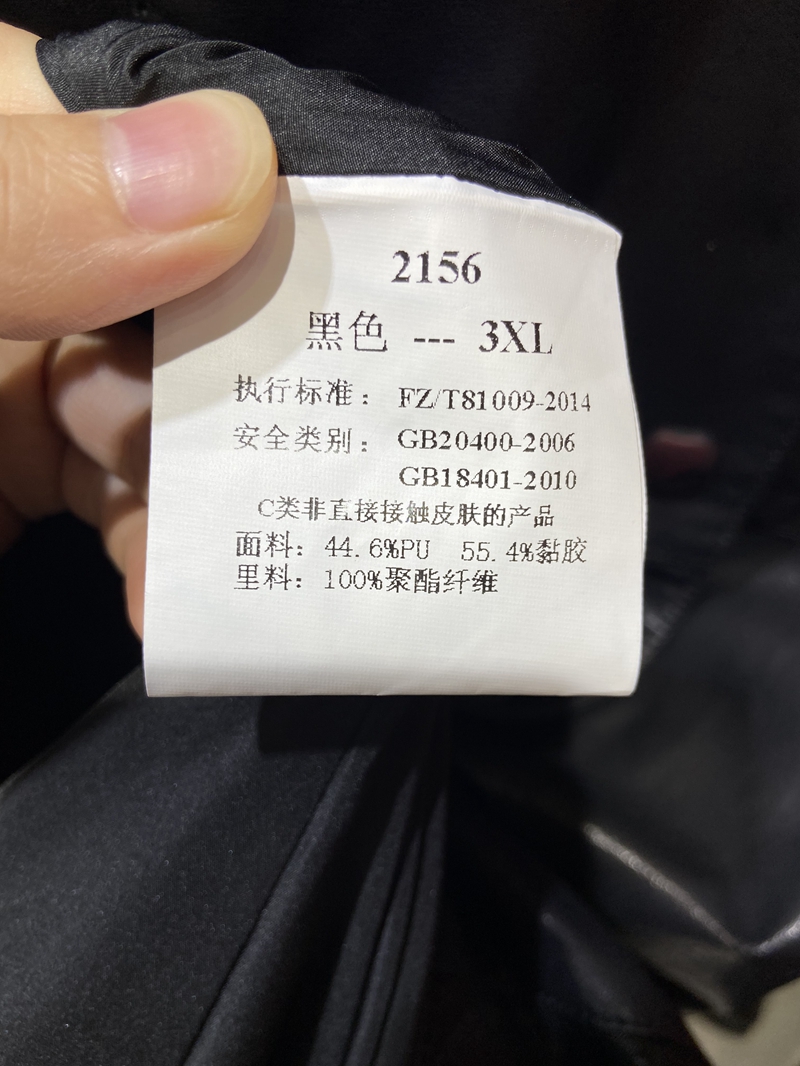 2156
黑色 --- 3XL
执行标准: FZ/T81009-2014
安全类别: GB20400-2006
GB18401-2010
C类非直接接触皮肤的产品
面料: 44.6%PU 55.4%黏胶
里料: 100%聚酯纤维